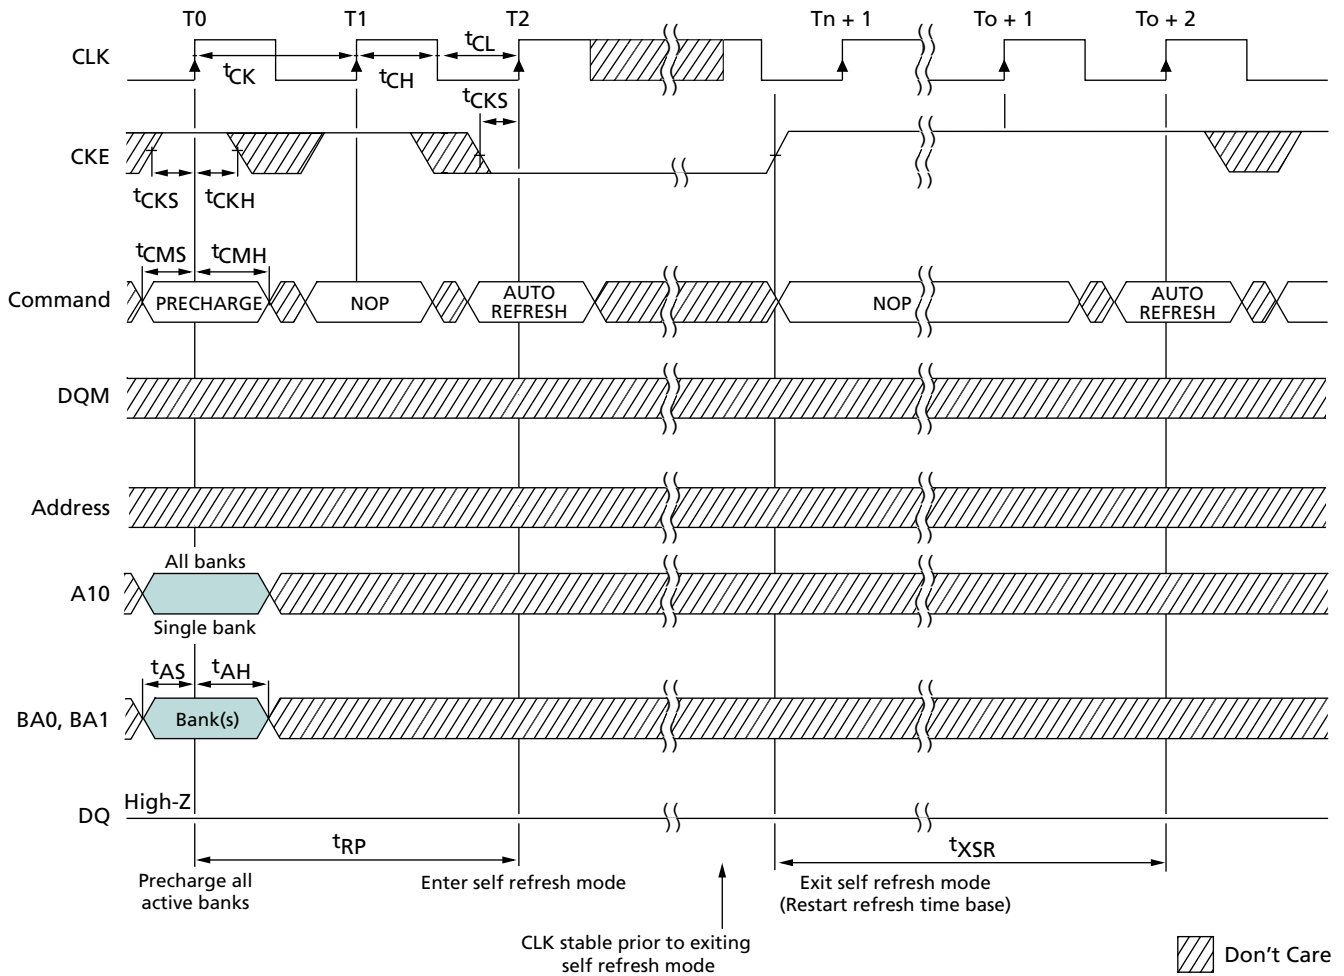 T0 T1 T2 Tn + 1 To + 1 To + 2
CLK
tCK tCH tCL
tCKS
CKE
tCKS tCKH
tCMS tCMH
Command PRECHARGE NOP AUTO REFRESH NOP AUTO REFRESH
DQM
Address
All banks
A10
Single bank
tAS tAH
BA0, BA1 Bank(s)
High-Z
DQ
tRP tXSR
Precharge all
active banks
Enter self refresh mode
Exit self refresh mode
(Restart refresh time base)
CLK stable prior to exiting
self refresh mode
Don't Care